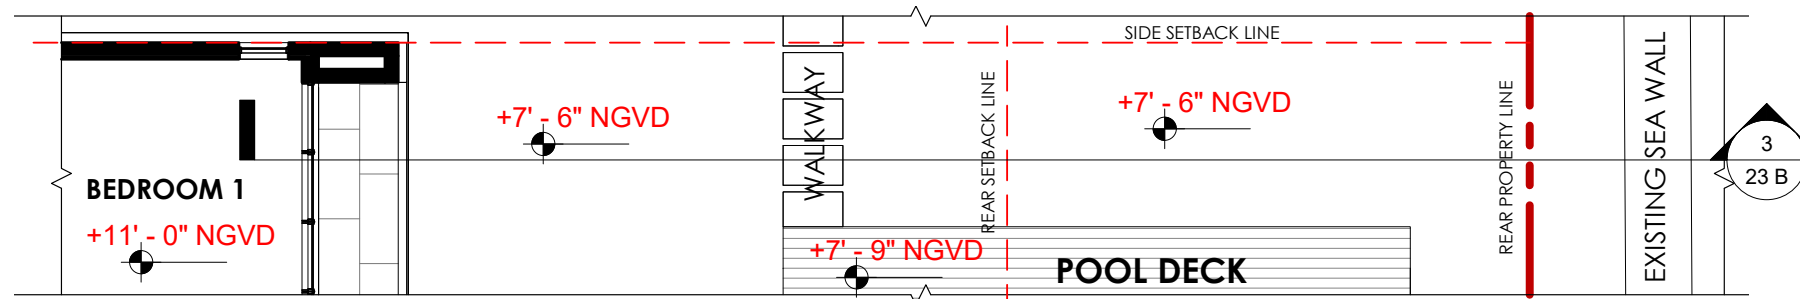 SIDE SETBACK LINE
+7' - 6" NGVD
WALKWAY
REAR SETBACK LINE
+7' - 6" NGVD
REAR PROPERTY LINE
EXISTING SEA WALL
3
23 B
BEDROOM 1
+11' - 0" NGVD
+7' - 9" NGVD
POOL DECK